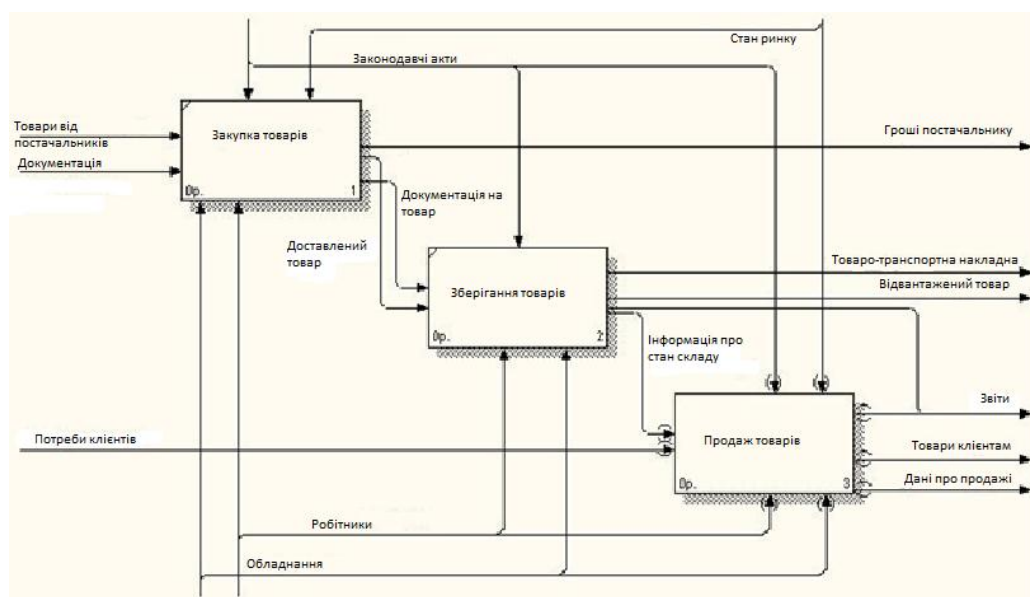 Стан ринку
Законодавчі акти
Товари від
постачальників
Закупка товарів
Гроші постачальнику
Документація
0р.
1
Документація на
товар
Доставлений
товар
Товаро-транспортна накладна
Відвантажений товар
Зберігання товарів
0р.
2
Інформація про
стан складу
Звіти
Потреби клієнтів
Продаж товарів
Товари клієнтам
0р.
3
Дані про продажі
Робітники
Обладнання